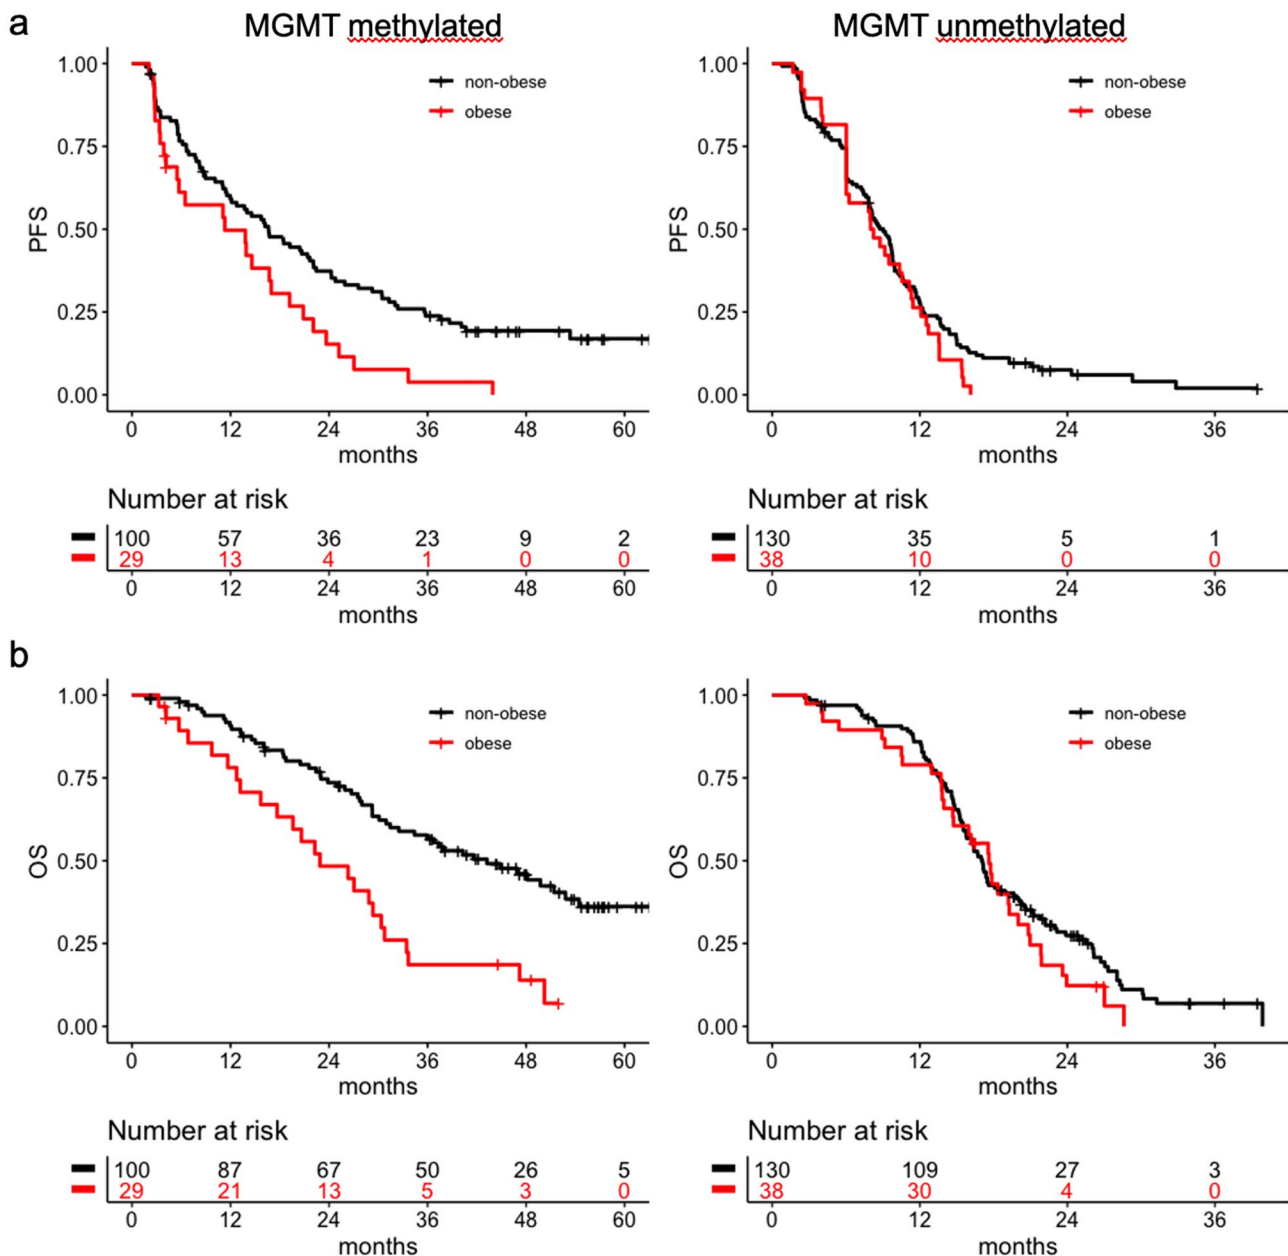 a
MGMT methylated
MGMT unmethylated
1.00
0.75
0.50
0.25
0.00
PFS
non-obese
obese
0 12 24 36 48 60
months
1.00
0.75
0.50
0.25
0.00
PFS
non-obese
obese
0 12 24 36
months
Number at risk
100 57 36 23 9 2
29 13 4 1 0 0
0 12 24 36 48 60
months
Number at risk
130 35 5 1
38 10 0 0
0 12 24 36
months
b
1.00
0.75
0.50
0.25
0.00
OS
non-obese
obese
0 12 24 36 48 60
months
1.00
0.75
0.50
0.25
0.00
OS
non-obese
obese
0 12 24 36
months
Number at risk
100 87 67 50 26 5
29 21 13 5 3 0
0 12 24 36 48 60
months
Number at risk
130 109 27 3
38 30 4 0
0 12 24 36
months